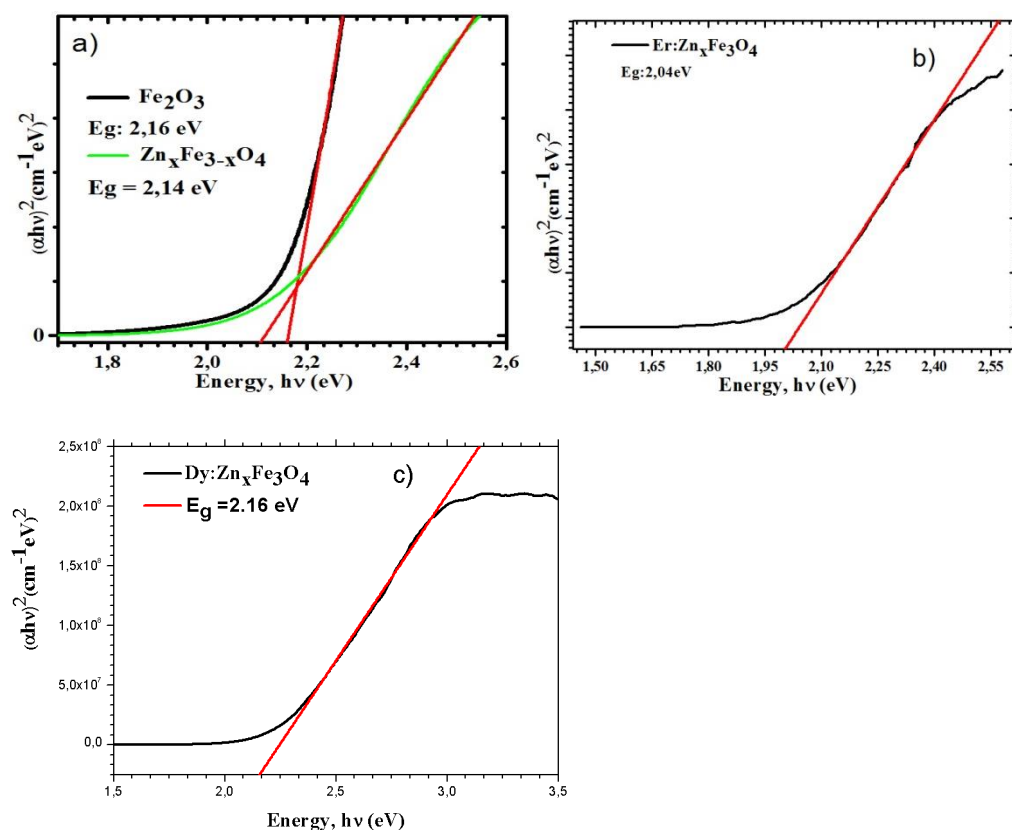 a)
Fe₂O₃
Eg: 2,16 eV
ZnₓFe₃₋ₓO₄
Eg = 2,14 eV
(αhν)²(cm⁻¹eV)²
0
2,0 2,2 2,4 2,6
Energy, hν (eV)
b)
Er:ZnₓFe₃O₄
Eg:2,04eV
(αhν)²(cm⁻¹eV)²
1,50 1,65 1,80 1,95 2,10 2,25 2,40 2,55
Energy, hν (eV)
c)
Dy:ZnₓFe₃O₄
E_g =2.16 eV
(αhν)²(cm⁻¹eV)²
2,5x10⁸
2,0x10⁸
1,5x10⁸
1,0x10⁸
5,0x10⁷
0,0
1,5 2,0 2,5 3,0 3,5
Energy, hν (eV)